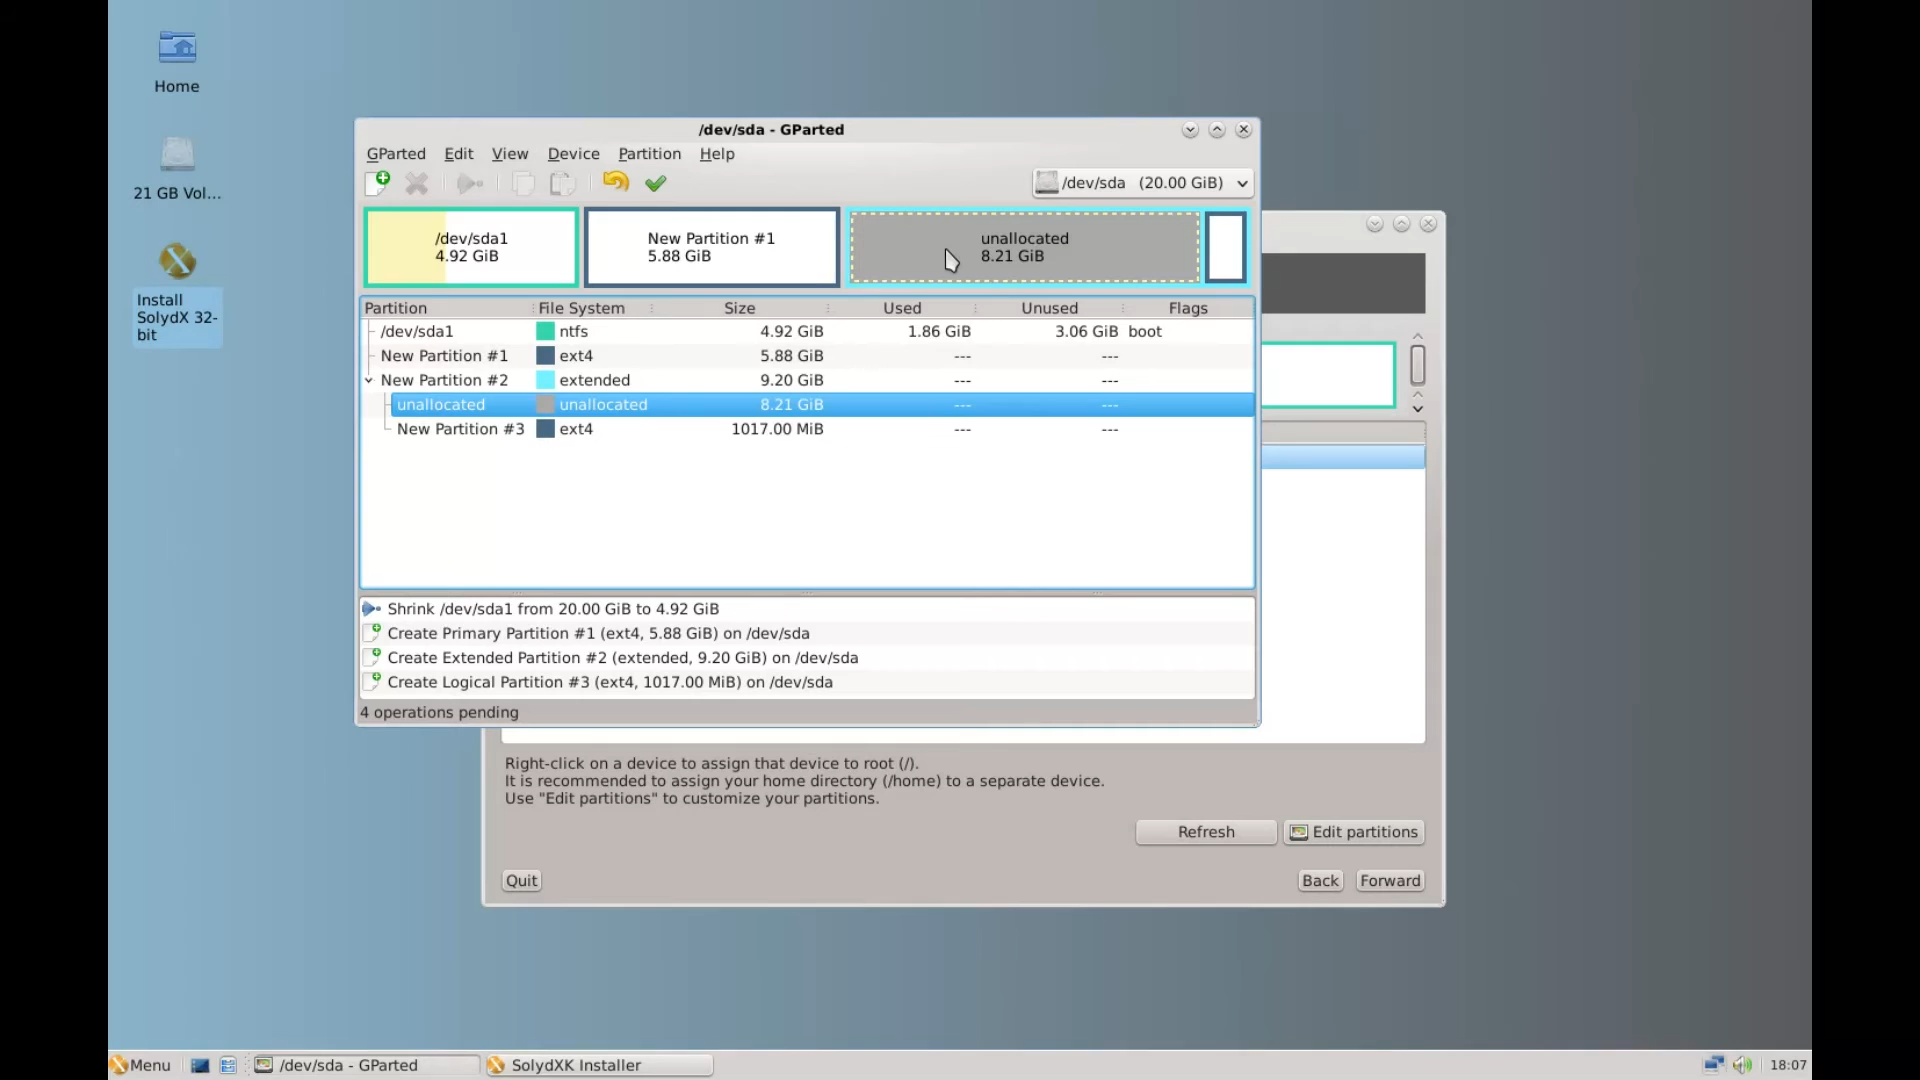 Home
21 GB Vol...
Install
SolydX 32-
bit
/dev/sda - GParted
GParted Edit View Device Partition Help
/dev/sda (20.00 GiB)
/dev/sda1
4.92 GiB
New Partition #1
5.88 GiB
unallocated
8.21 GiB
Partition File System Size Used Unused Flags
/dev/sda1 ntfs 4.92 GiB 1.86 GiB 3.06 GiB boot
New Partition #1 ext4 5.88 GiB --- ---
New Partition #2 extended 9.20 GiB --- ---
unallocated unallocated 8.21 GiB --- ---
New Partition #3 ext4 1017.00 MiB --- ---
Shrink /dev/sda1 from 20.00 GiB to 4.92 GiB
Create Primary Partition #1 (ext4, 5.88 GiB) on /dev/sda
Create Extended Partition #2 (extended, 9.20 GiB) on /dev/sda
Create Logical Partition #3 (ext4, 1017.00 MiB) on /dev/sda
4 operations pending
Right-click on a device to assign that device to root (/).
It is recommended to assign your home directory (/home) to a separate device.
Use "Edit partitions" to customize your partitions.
Refresh Edit partitions
Quit Back Forward
Menu /dev/sda - GParted SolydXK Installer 18:07